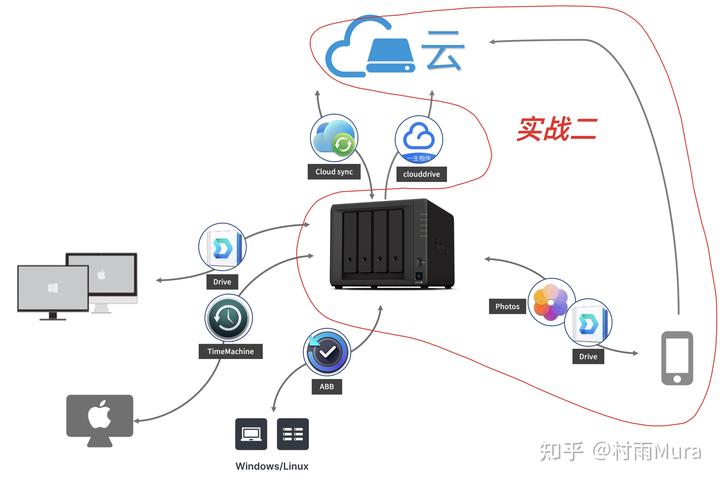 云
实战二
一生相伴
Cloud sync
clouddrive
Drive
Photos
TimeMachine
Drive
ABB
Windows/Linux
知乎 @村雨Mura